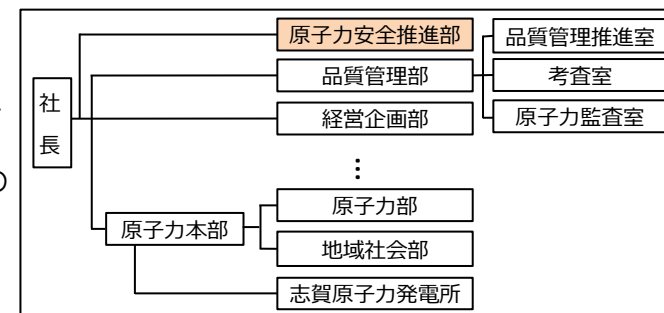 原子力安全推進部
品質管理部
経営企画部
⋮
品質管理推進室
考査室
原子力監査室
社長
原子力本部
原子力部
地域社会部
志賀原子力発電所
の